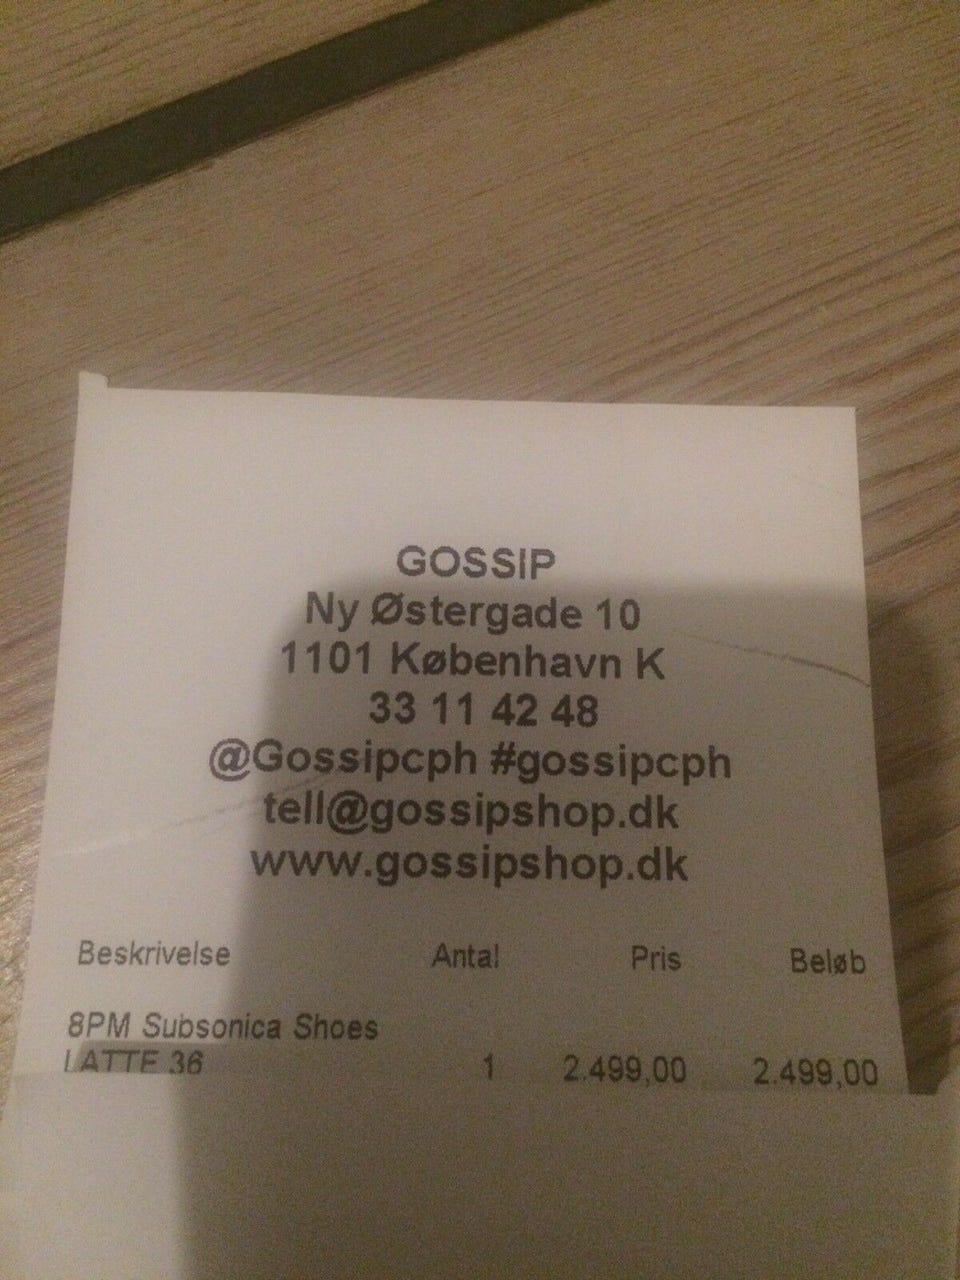 GOSSIP
Ny Østergade 10
1101 København K
33 11 42 48
@Gossipcph #gossipcph
tell@gossipshop.dk
www.gossipshop.dk
Beskrivelse Antal Pris Beløb
8PM Subsonica Shoes
LATTE 36 1 2.499,00 2.499,00